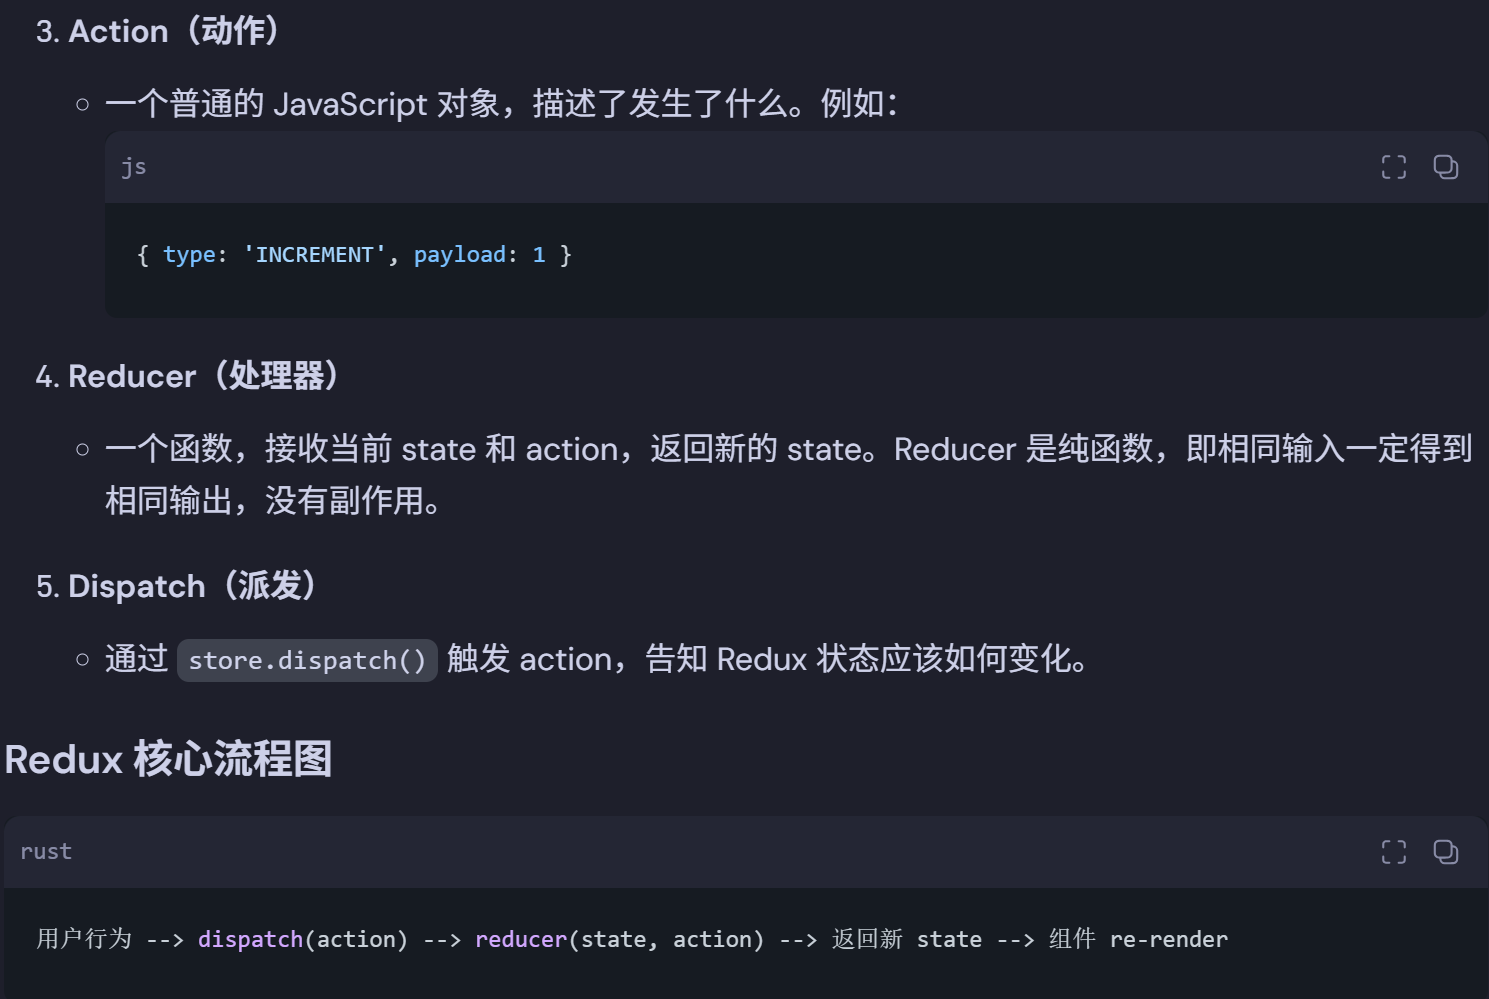 3. Action（动作）
一个普通的 JavaScript 对象，描述了发生了什么。例如：
js
{ type: 'INCREMENT', payload: 1 }
4. Reducer（处理器）
一个函数，接收当前 state 和 action，返回新的 state。Reducer 是纯函数，即相同输入一定得到
相同输出，没有副作用。
5. Dispatch（派发）
通过 store.dispatch() 触发 action，告知 Redux 状态应该如何变化。
Redux 核心流程图
rust
用户行为 --> dispatch(action) --> reducer(state, action) --> 返回新 state --> 组件 re-render